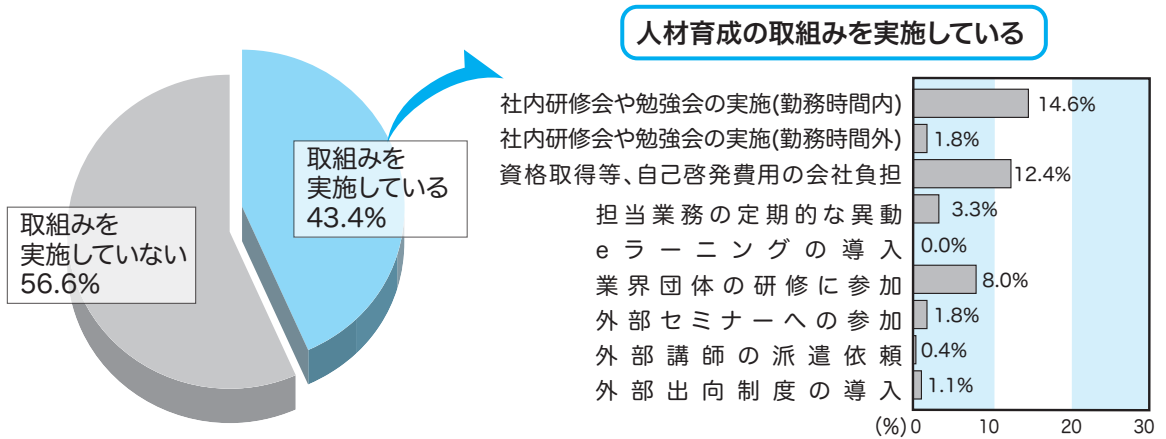 人材育成の取組みを実施している
取組みを
実施している
43.4%
取組みを
実施していない
56.6%
社内研修会や勉強会の実施(勤務時間内) 14.6%
社内研修会や勉強会の実施(勤務時間外) 1.8%
資格取得等、自己啓発費用の会社負担 12.4%
担当業務の定期的な異動 3.3%
eラーニングの導入 0.0%
業界団体の研修に参加 8.0%
外部セミナーへの参加 1.8%
外部講師の派遣依頼 0.4%
外部出向制度の導入 1.1%
(%) 0 10 20 30